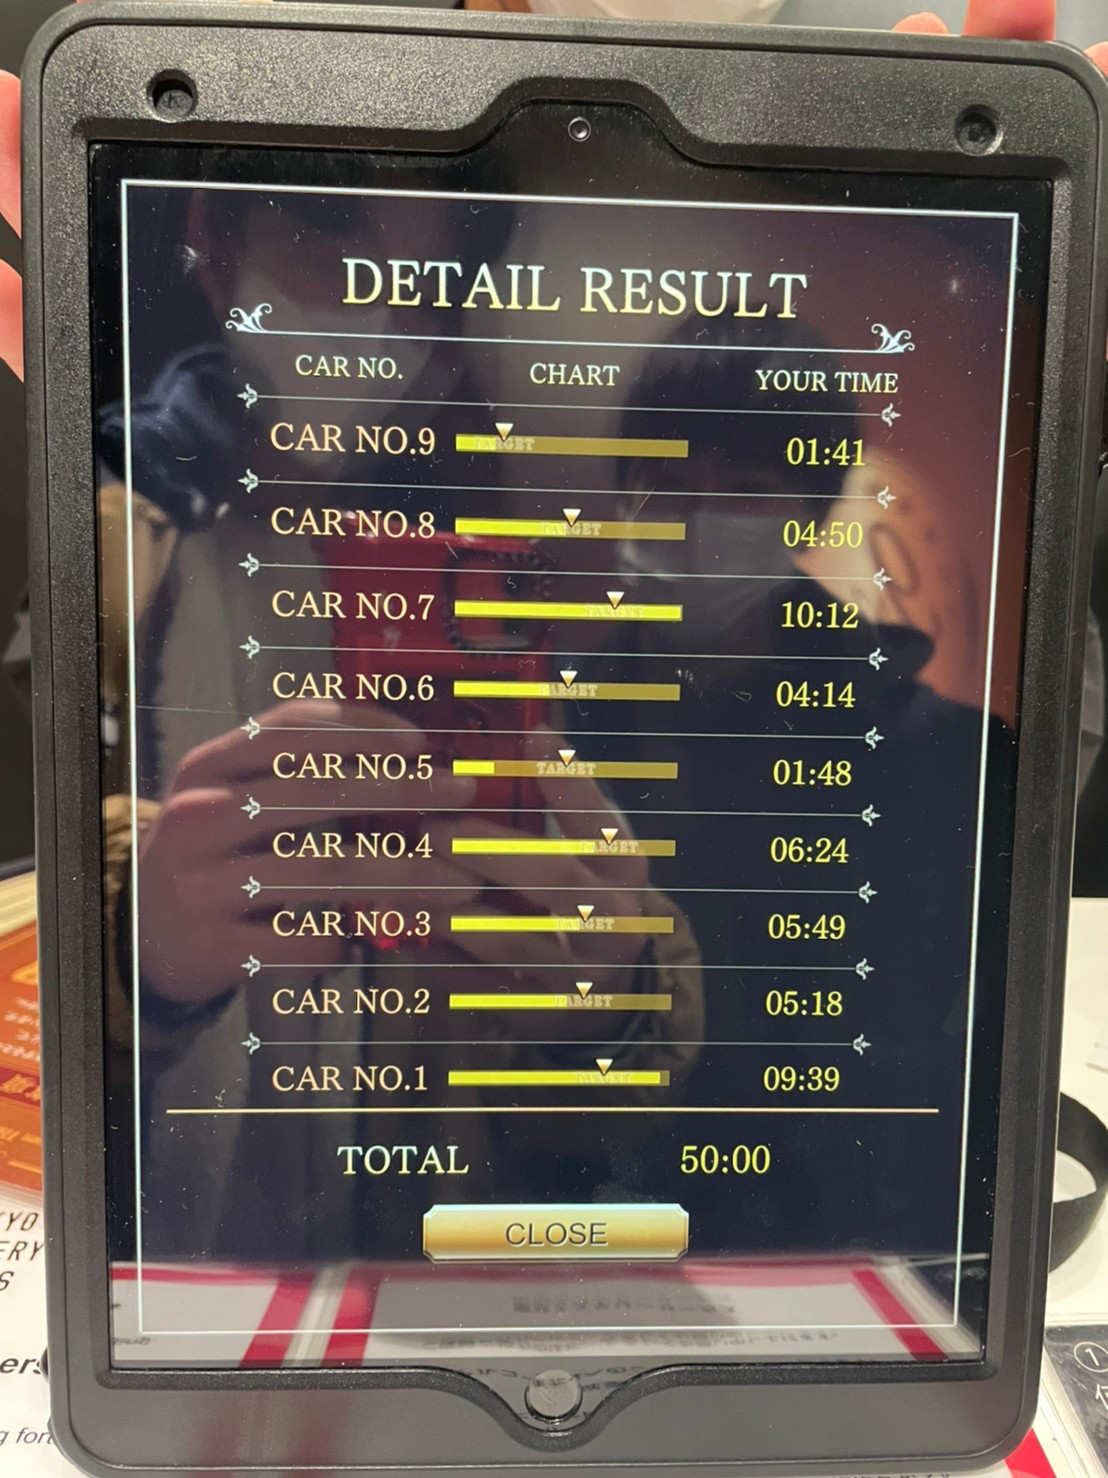 DETAIL RESULT
CAR NO. CHART YOUR TIME
CAR NO.9 TARGET 01:41
CAR NO.8 TARGET 04:50
CAR NO.7 TARGET 10:12
CAR NO.6 TARGET 04:14
CAR NO.5 TARGET 01:48
CAR NO.4 TARGET 06:24
CAR NO.3 TARGET 05:49
CAR NO.2 TARGET 05:18
CAR NO.1 TARGET 09:39
TOTAL 50:00
CLOSE